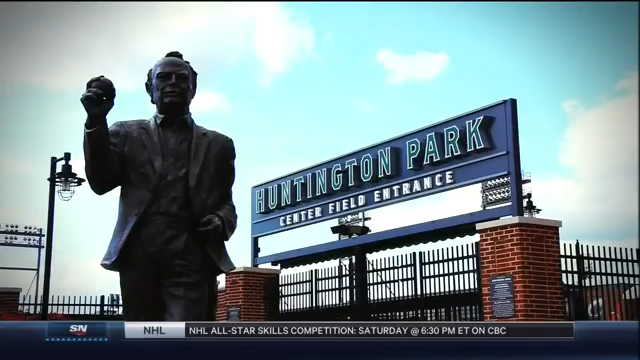 HUNTINGTON PARK
CENTER FIELD ENTRANCE
SN
NHL
NHL ALL-STAR SKILLS COMPETITION: SATURDAY @ 6:30 PM ET ON CBC